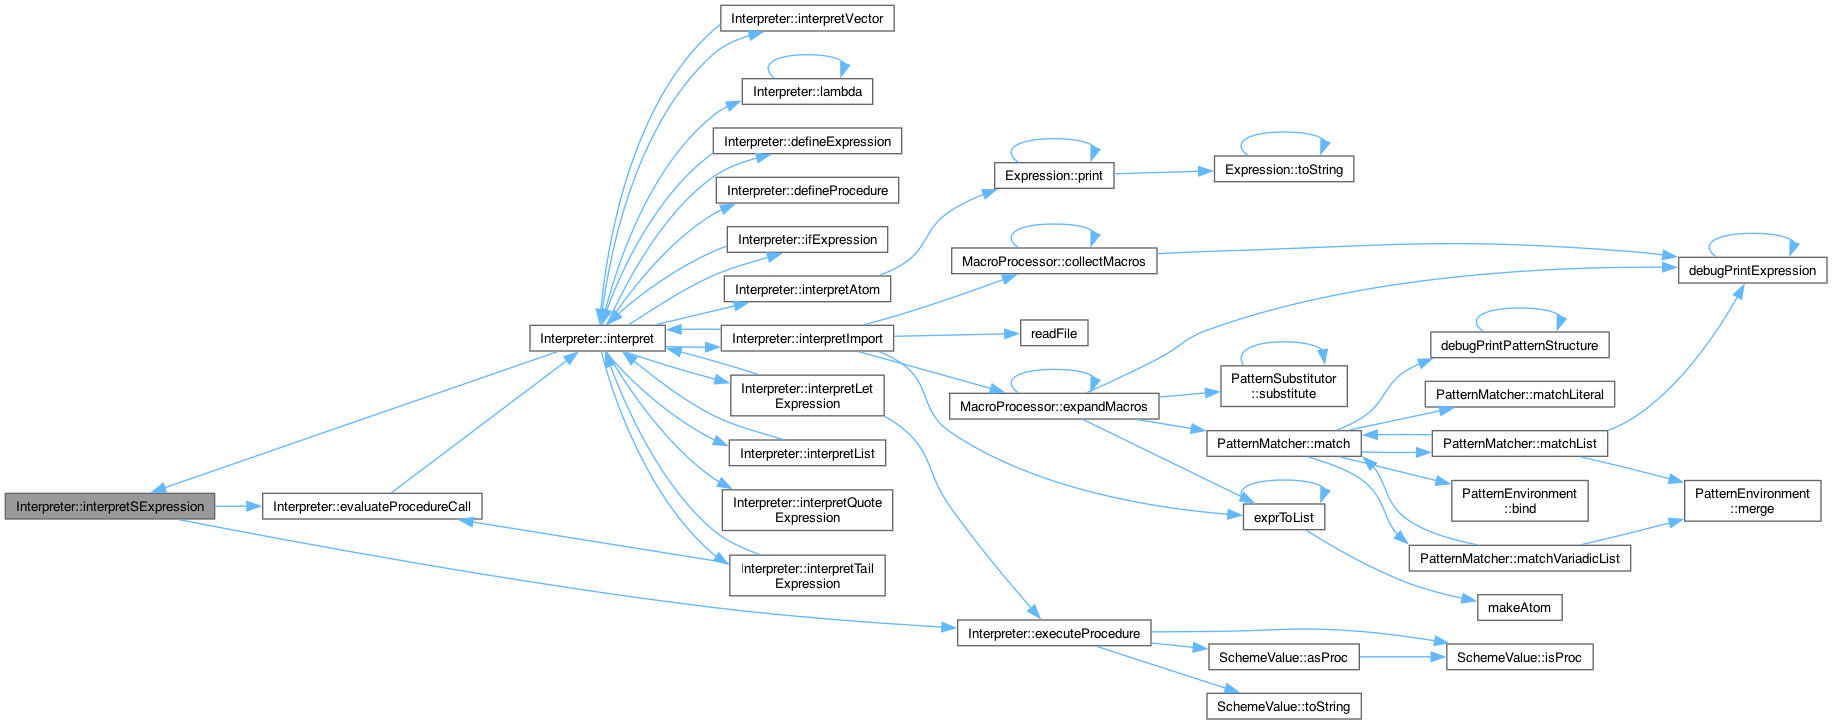 Interpreter::interpretSExpression
Interpreter::evaluateProcedureCall
Interpreter::interpret
Interpreter::interpretVector
Interpreter::lambda
Interpreter::defineExpression
Interpreter::defineProcedure
Interpreter::ifExpression
Interpreter::interpretAtom
Interpreter::interpretImport
Interpreter::interpretLet
Expression
Interpreter::interpretList
Interpreter::interpretQuote
Expression
Interpreter::interpretTail
Expression
Expression::print
MacroProcessor::collectMacros
readFile
MacroProcessor::expandMacros
Interpreter::executeProcedure
Expression::toString
PatternSubstitutor
::substitute
PatternMatcher::match
exprToList
SchemeValue::asProc
SchemeValue::toString
debugPrintPatternStructure
PatternMatcher::matchLiteral
PatternMatcher::matchList
PatternEnvironment
::bind
PatternMatcher::matchVariadicList
makeAtom
SchemeValue::isProc
debugPrintExpression
PatternEnvironment
::merge